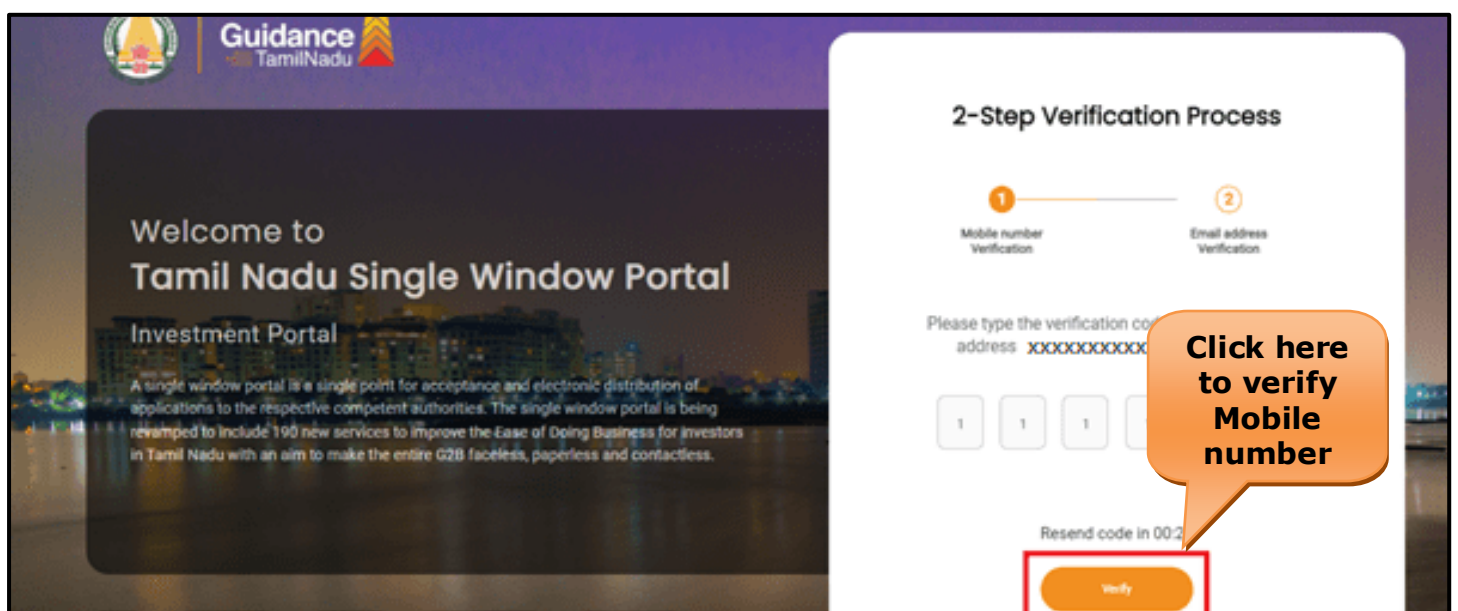 Guidance
TamilNadu
Welcome to
Tamil Nadu Single Window Portal
Investment Portal
A single window portal is a single point for acceptance and electronic distribution of
applications to the respective competent authorities. The single window portal is being
revamped to include 190 new services to improve the Ease of Doing Business for investors
in Tamil Nadu with an aim to make the entire G2B faceless, paperless and contactless.
2-Step Verification Process
1
2
Mobile number
Verification
Email address
Verification
Please type the verification
address XXXXXXXXXX
1 1 1
Click here
to verify
Mobile
number
Resend code in
Verify